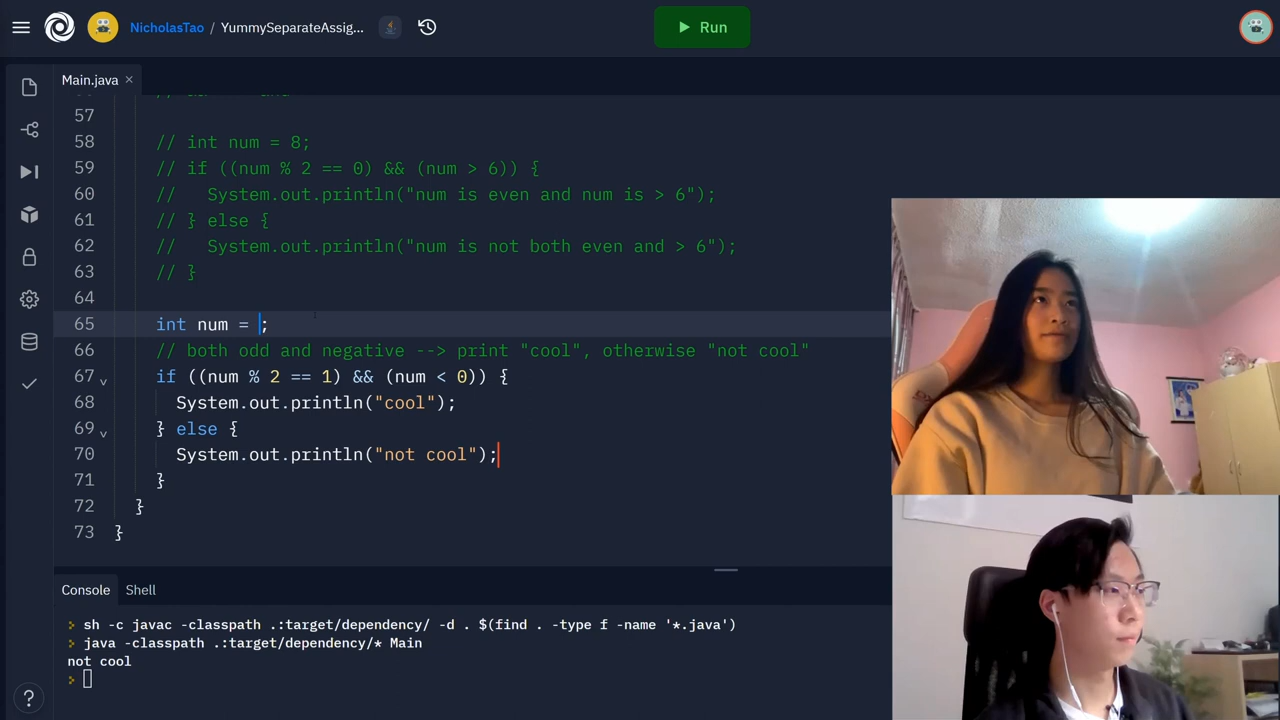 NicholasTao / YummySeparateAssig...
Run
Main.java ×
57
58 // int num = 8;
59 // if ((num % 2 == 0) && (num > 6)) {
60 //   System.out.println("num is even and num is > 6");
61 // } else {
62 //   System.out.println("num is not both even and > 6");
63 // }
64
65 int num = ;
66 // both odd and negative --> print "cool", otherwise "not cool"
67 if ((num % 2 == 1) && (num < 0)) {
68 System.out.println("cool");
69 } else {
70 System.out.println("not cool");
71 }
72 }
73 }
Console Shell
sh -c javac -classpath .:target/dependency/ -d . $(find . -type f -name '*.java')
java -classpath .:target/dependency/* Main
not cool
?